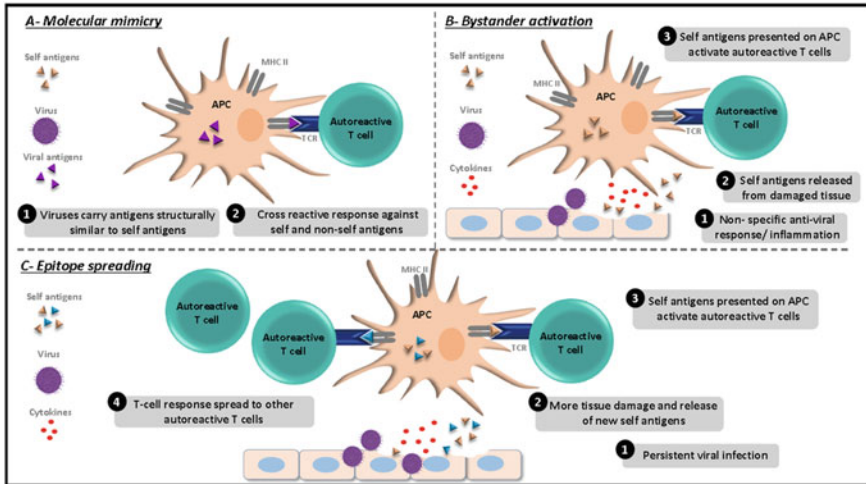 A- Molecular mimicry
Self antigens
Virus
Viral antigens
MHC II
APC
TCR
Autoreactive
T cell
1 Viruses carry antigens structurally
similar to self antigens
2 Cross reactive response against
self and non-self antigens
B- Bystander activation
Self antigens
Virus
Cytokines
MHC II
APC
TCR
Autoreactive
T cell
3 Self antigens presented on APC
activate autoreactive T cells
2 Self antigens released
from damaged tissue
1 Non- specific anti-viral
response/ inflammation
C- Epitope spreading
Self antigens
Virus
Cytokines
Autoreactive
T cell
Autoreactive
T cell
MHC II
APC
TCR
Autoreactive
T cell
3 Self antigens presented on APC
activate autoreactive T cells
4 T-cell response spread to other
autoreactive T cells
2 More tissue damage and release
of new self antigens
1 Persistent viral infection